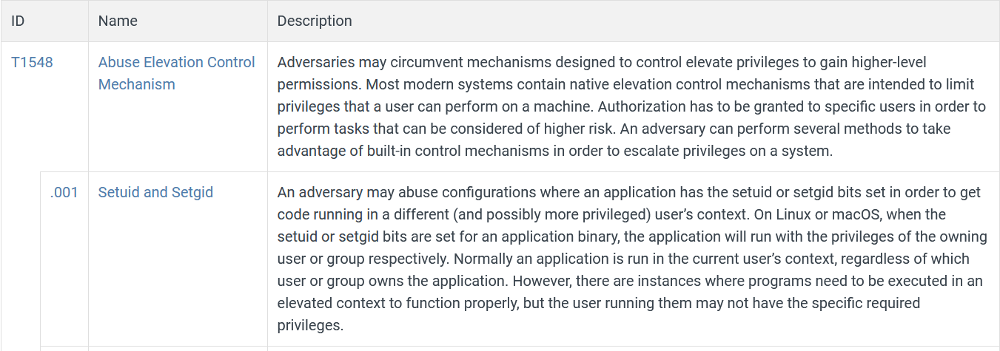 ID Name Description
T1548 Abuse Elevation Control Adversaries may circumvent mechanisms designed to control elevate privileges to gain higher-level
Mechanism permissions. Most modern systems contain native elevation control mechanisms that are intended to limit
privileges that a user can perform on a machine. Authorization has to be granted to specific users in order to
perform tasks that can be considered of higher risk. An adversary can perform several methods to take
advantage of built-in control mechanisms in order to escalate privileges on a system.
.001 Setuid and Setgid An adversary may abuse configurations where an application has the setuid or setgid bits set in order to get
code running in a different (and possibly more privileged) user’s context. On Linux or macOS, when the
setuid or setgid bits are set for an application binary, the application will run with the privileges of the owning
user or group respectively. Normally an application is run in the current user’s context, regardless of which
user or group owns the application. However, there are instances where programs need to be executed in an
elevated context to function properly, but the user running them may not have the specific required
privileges.